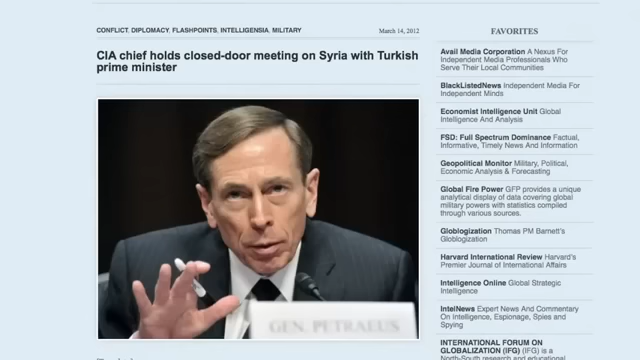 CONFLICT, DIPLOMACY, FLASHPOINTS, INTELLIGENSIA, MILITARY
March 14, 2012
CIA chief holds closed-door meeting on Syria with Turkish
prime minister
GEN. PETRAEUS
FAVORITES
Avail Media Corporation A Nexus For
Independent Media Professionals Who
Serve Their Local Communities
BlackListedNews Independent Media For
Independent Minds
Economist Intelligence Unit Global
Intelligence And Analysis
FSD: Full Spectrum Dominance Factual,
Informative, Timely News And Information
Geopolitical Monitor Military, Political,
Economic Analysis & Forecasting
Global Fire Power GFP provides a unique
analytical display of data covering global
military powers with statistics compiled
through various sources.
Globlogization Thomas PM Barnett's
Globlogization
Harvard International Review Harvard's
Premier Journal of International Affairs
Intelligence Online Global Strategic
Intelligence
IntelNews Expert News And Commentary
On Intelligence, Espionage, Spies and
Spying
INTERNATIONAL FORUM ON
GLOBALIZATION (IFG) (IFG) is a
North-South research and educational